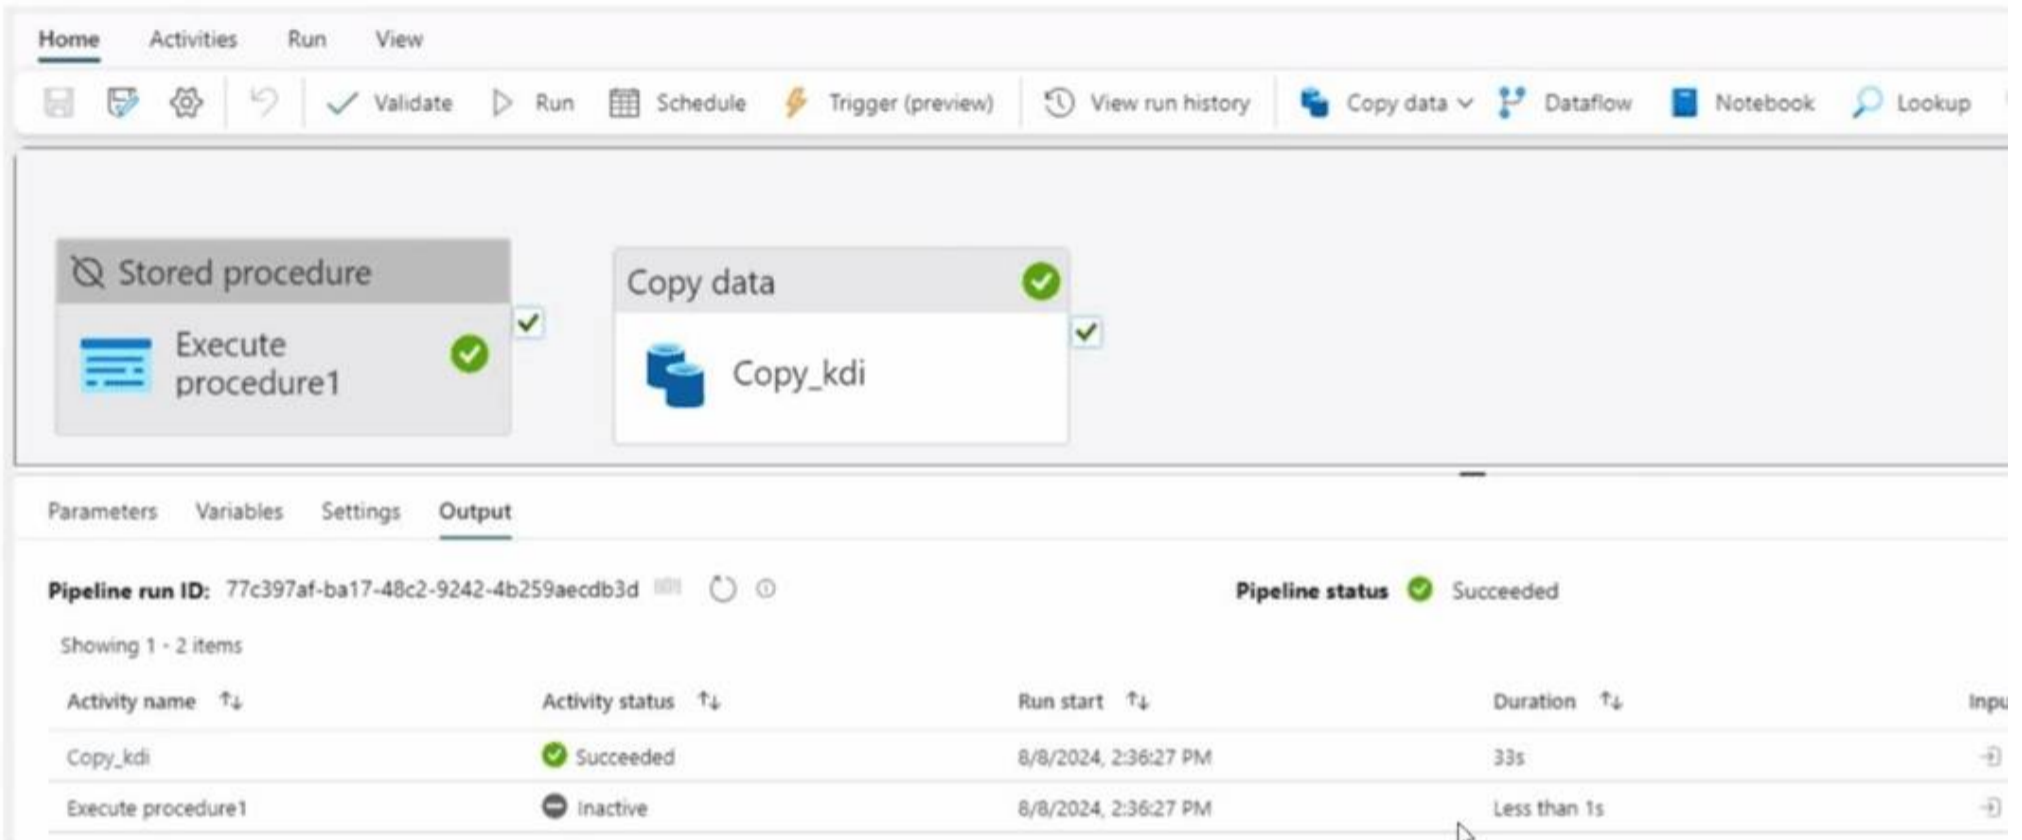 Home Activities Run View
Validate Run Schedule Trigger (preview) View run history Copy data Dataflow Notebook Lookup
Stored procedure
Execute
procedure1
Copy data
Copy_kdi
Parameters Variables Settings Output
Pipeline run ID: 77c397af-ba17-48c2-9242-4b259aecdb3d Pipeline status Succeeded
Showing 1 - 2 items
Activity name Activity status Run start Duration Inpu
Copy_kdi Succeeded 8/8/2024, 2:36:27 PM 33s
Execute procedure1 Inactive 8/8/2024, 2:36:27 PM Less than 1s